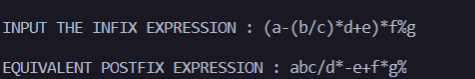 INPUT THE INFIX EXPRESSION : (a-(b/c)*d+e)*f%g
EQUIVALENT POSTFIX EXPRESSION : abc/d*-e+f*g%